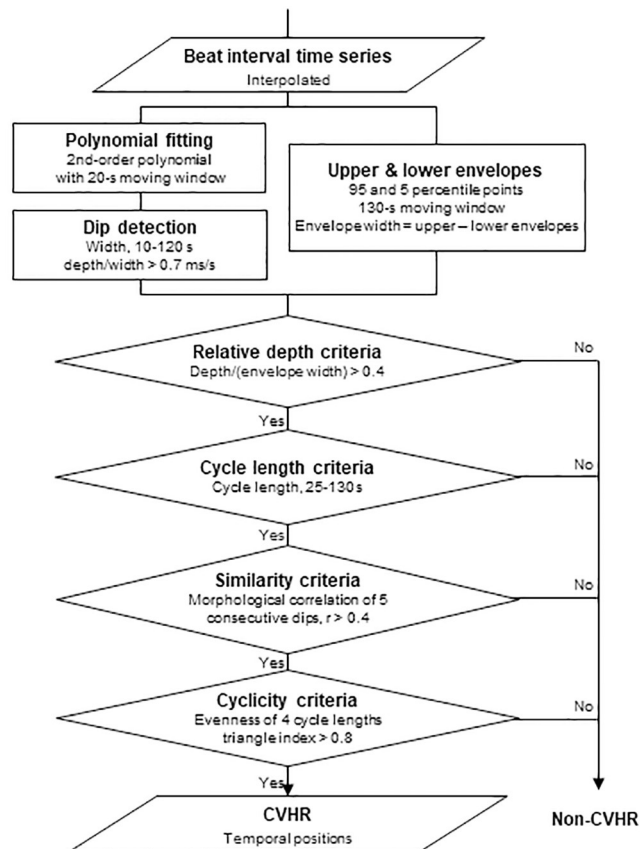 Beat interval time series
Interpolated
Polynomial fitting
2nd-order polynomial
with 20-s moving window
Upper & lower envelopes
95 and 5 percentile points
130-s moving window
Envelope width = upper – lower envelopes
Dip detection
Width, 10-120 s
depth/width > 0.7 ms/s
Relative depth criteria
Depth/(envelope width) > 0.4
No
Yes
Cycle length criteria
Cycle length, 25-130 s
No
Yes
Similarity criteria
Morphological correlation of 5
consecutive dips, r > 0.4
No
Yes
Cyclicity criteria
Evenness of 4 cycle lengths
triangle index > 0.8
No
Yes
CVHR
Temporal positions
Non-CVHR